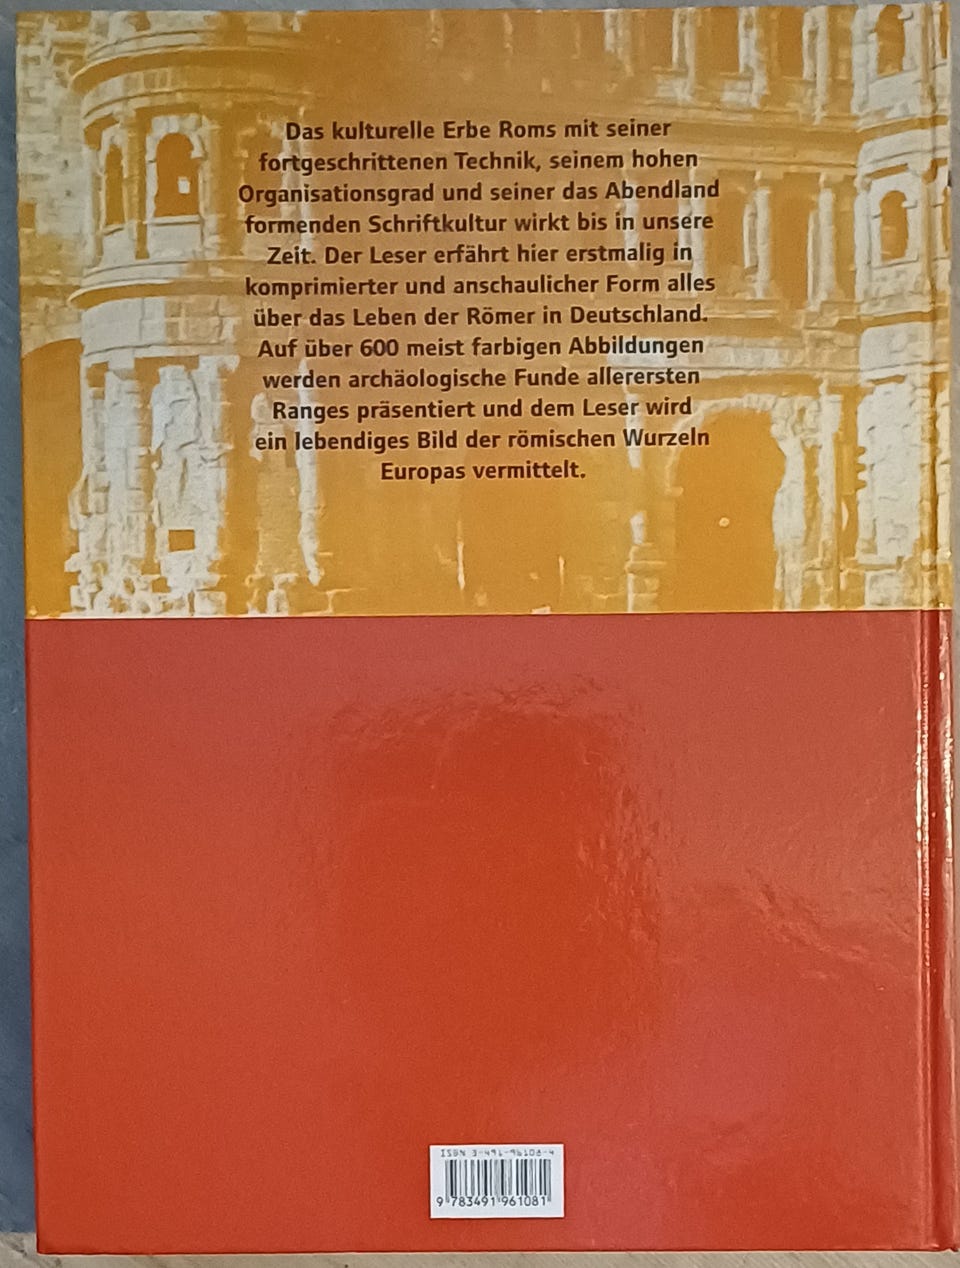 Das kulturelle Erbe Roms mit seiner
fortgeschrittenen Technik, seinem hohen
Organisationsgrad und seiner das Abendland
formenden Schriftkultur wirkt bis in unsere
Zeit. Der Leser erfährt hier erstmalig in
komprimierter und anschaulicher Form alles
über das Leben der Römer in Deutschland.
Auf über 600 meist farbigen Abbildungen
werden archäologische Funde allerersten
Ranges präsentiert und dem Leser wird
ein lebendiges Bild der römischen Wurzeln
Europas vermittelt.
ISBN 3-491-96108-4
9 783491 961081